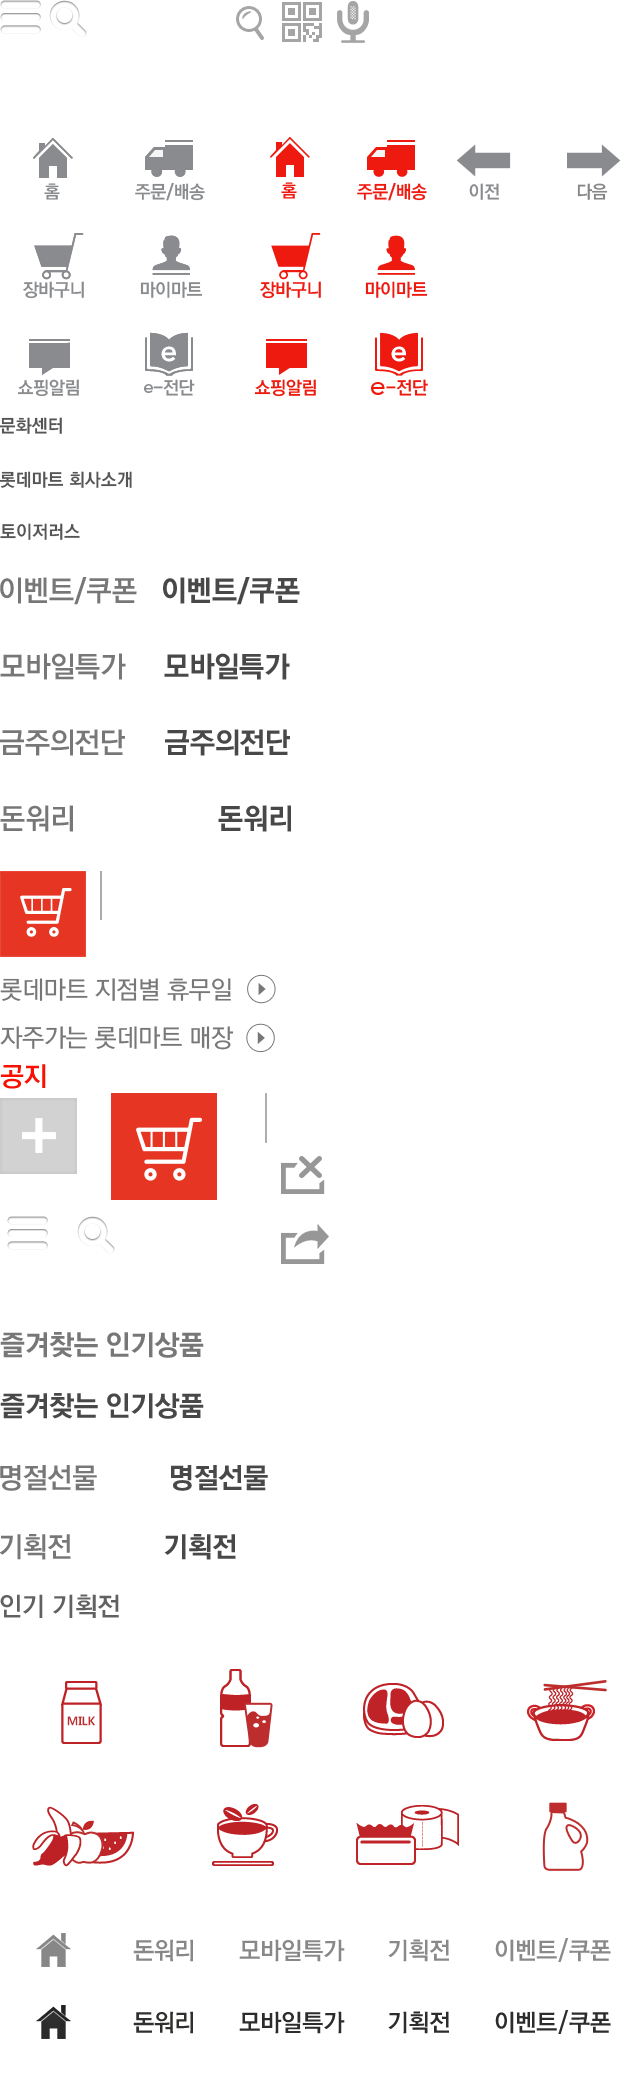 홈 주문/배송 홈 주문/배송 이전 다음
장바구니 마이마트 장바구니 마이마트
쇼핑알림 e-전단 쇼핑알림 e-전단
문화센터
롯데마트 회사소개
토이저러스
이벤트/쿠폰 이벤트/쿠폰
모바일특가 모바일특가
금주의전단 금주의전단
돈워리 돈워리
롯데마트 지점별 휴무일
자주가는 롯데마트 매장
공지
즐겨찾는 인기상품
즐겨찾는 인기상품
명절선물 명절선물
기획전 기획전
인기 기획전
MILK
돈워리 모바일특가 기획전 이벤트/쿠폰
돈워리 모바일특가 기획전 이벤트/쿠폰